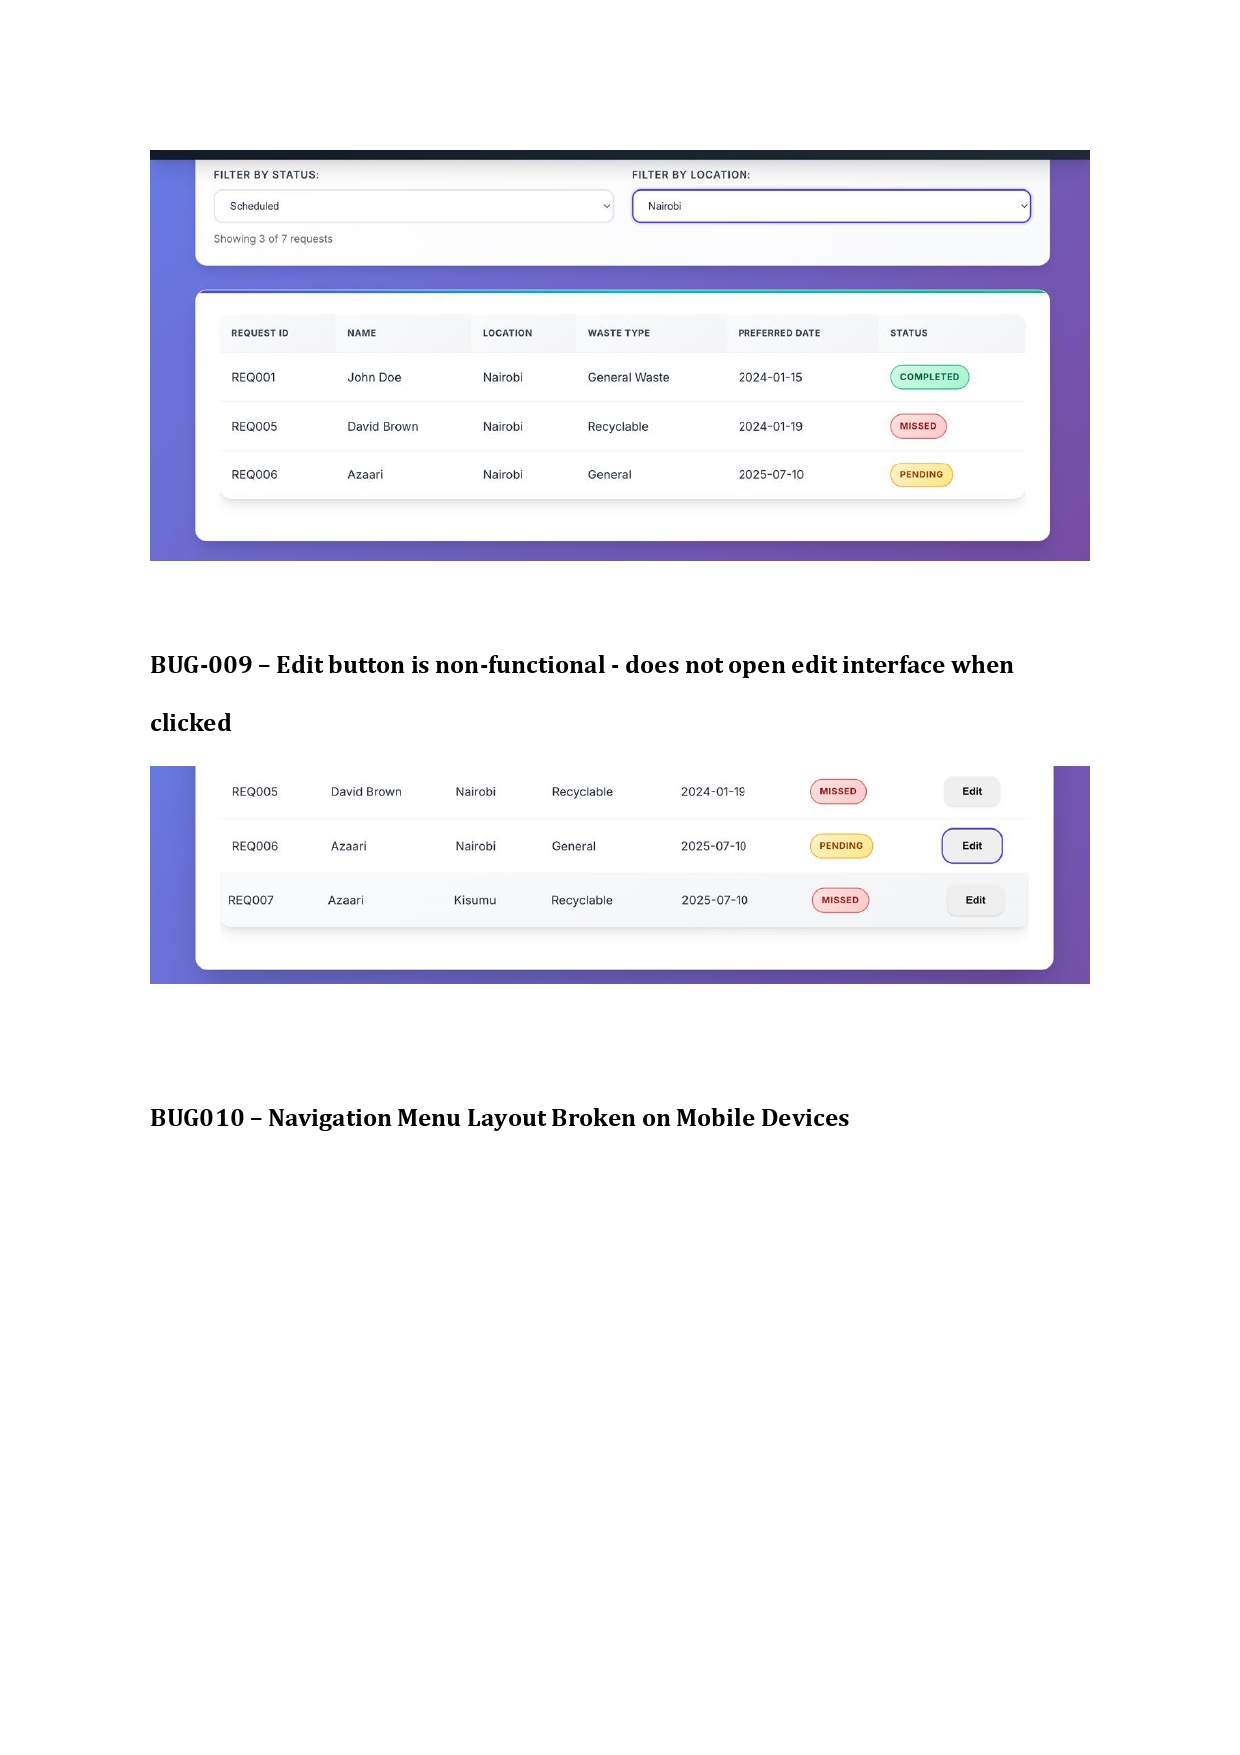 FILTER BY STATUS: FILTER BY LOCATION:
Scheduled Nairobi
Showing 3 of 7 requests
REQUEST ID NAME LOCATION WASTE TYPE PREFERRED DATE STATUS
REQ001 John Doe Nairobi General Waste 2024-01-15 COMPLETED
REQ005 David Brown Nairobi Recyclable 2024-01-19 MISSED
REQ006 Azaari Nairobi General 2025-07-10 PENDING
BUG-009 – Edit button is non-functional - does not open edit interface when
clicked
REQ005 David Brown Nairobi Recyclable 2024-01-19 MISSED Edit
REQ006 Azaari Nairobi General 2025-07-10 PENDING Edit
REQ007 Azaari Kisumu Recyclable 2025-07-10 MISSED Edit
BUG010 – Navigation Menu Layout Broken on Mobile Devices